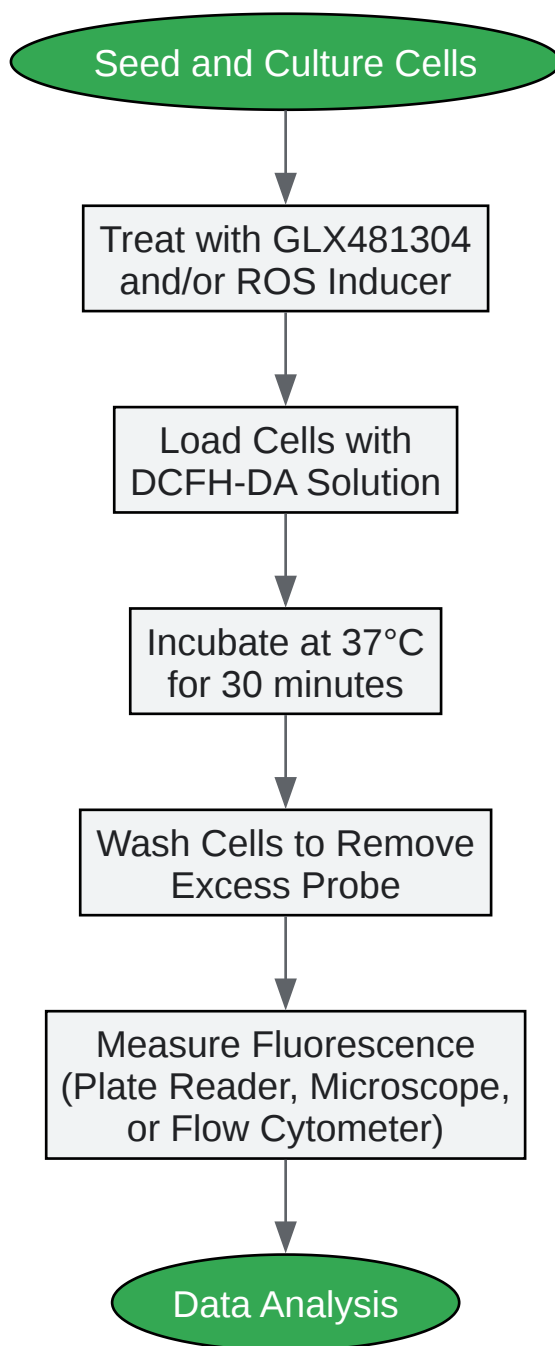 Seed and Culture Cells
Treat with GLX481304
and/or ROS Inducer
Load Cells with
DCFH-DA Solution
Incubate at 37°C
for 30 minutes
Wash Cells to Remove
Excess Probe
Measure Fluorescence
(Plate Reader, Microscope,
or Flow Cytometer)
Data Analysis